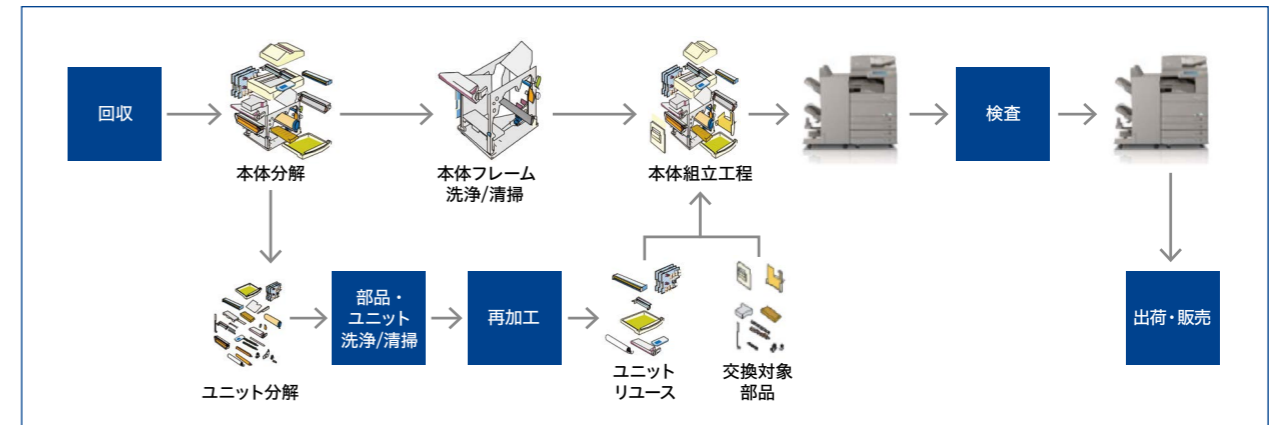 回収
本体分解
本体フレーム
洗浄/清掃
本体組立工程
検査
ユニット分解
部品・
ユニット
洗浄/清掃
再加工
ユニット
リユース
交換対象
部品
出荷・販売